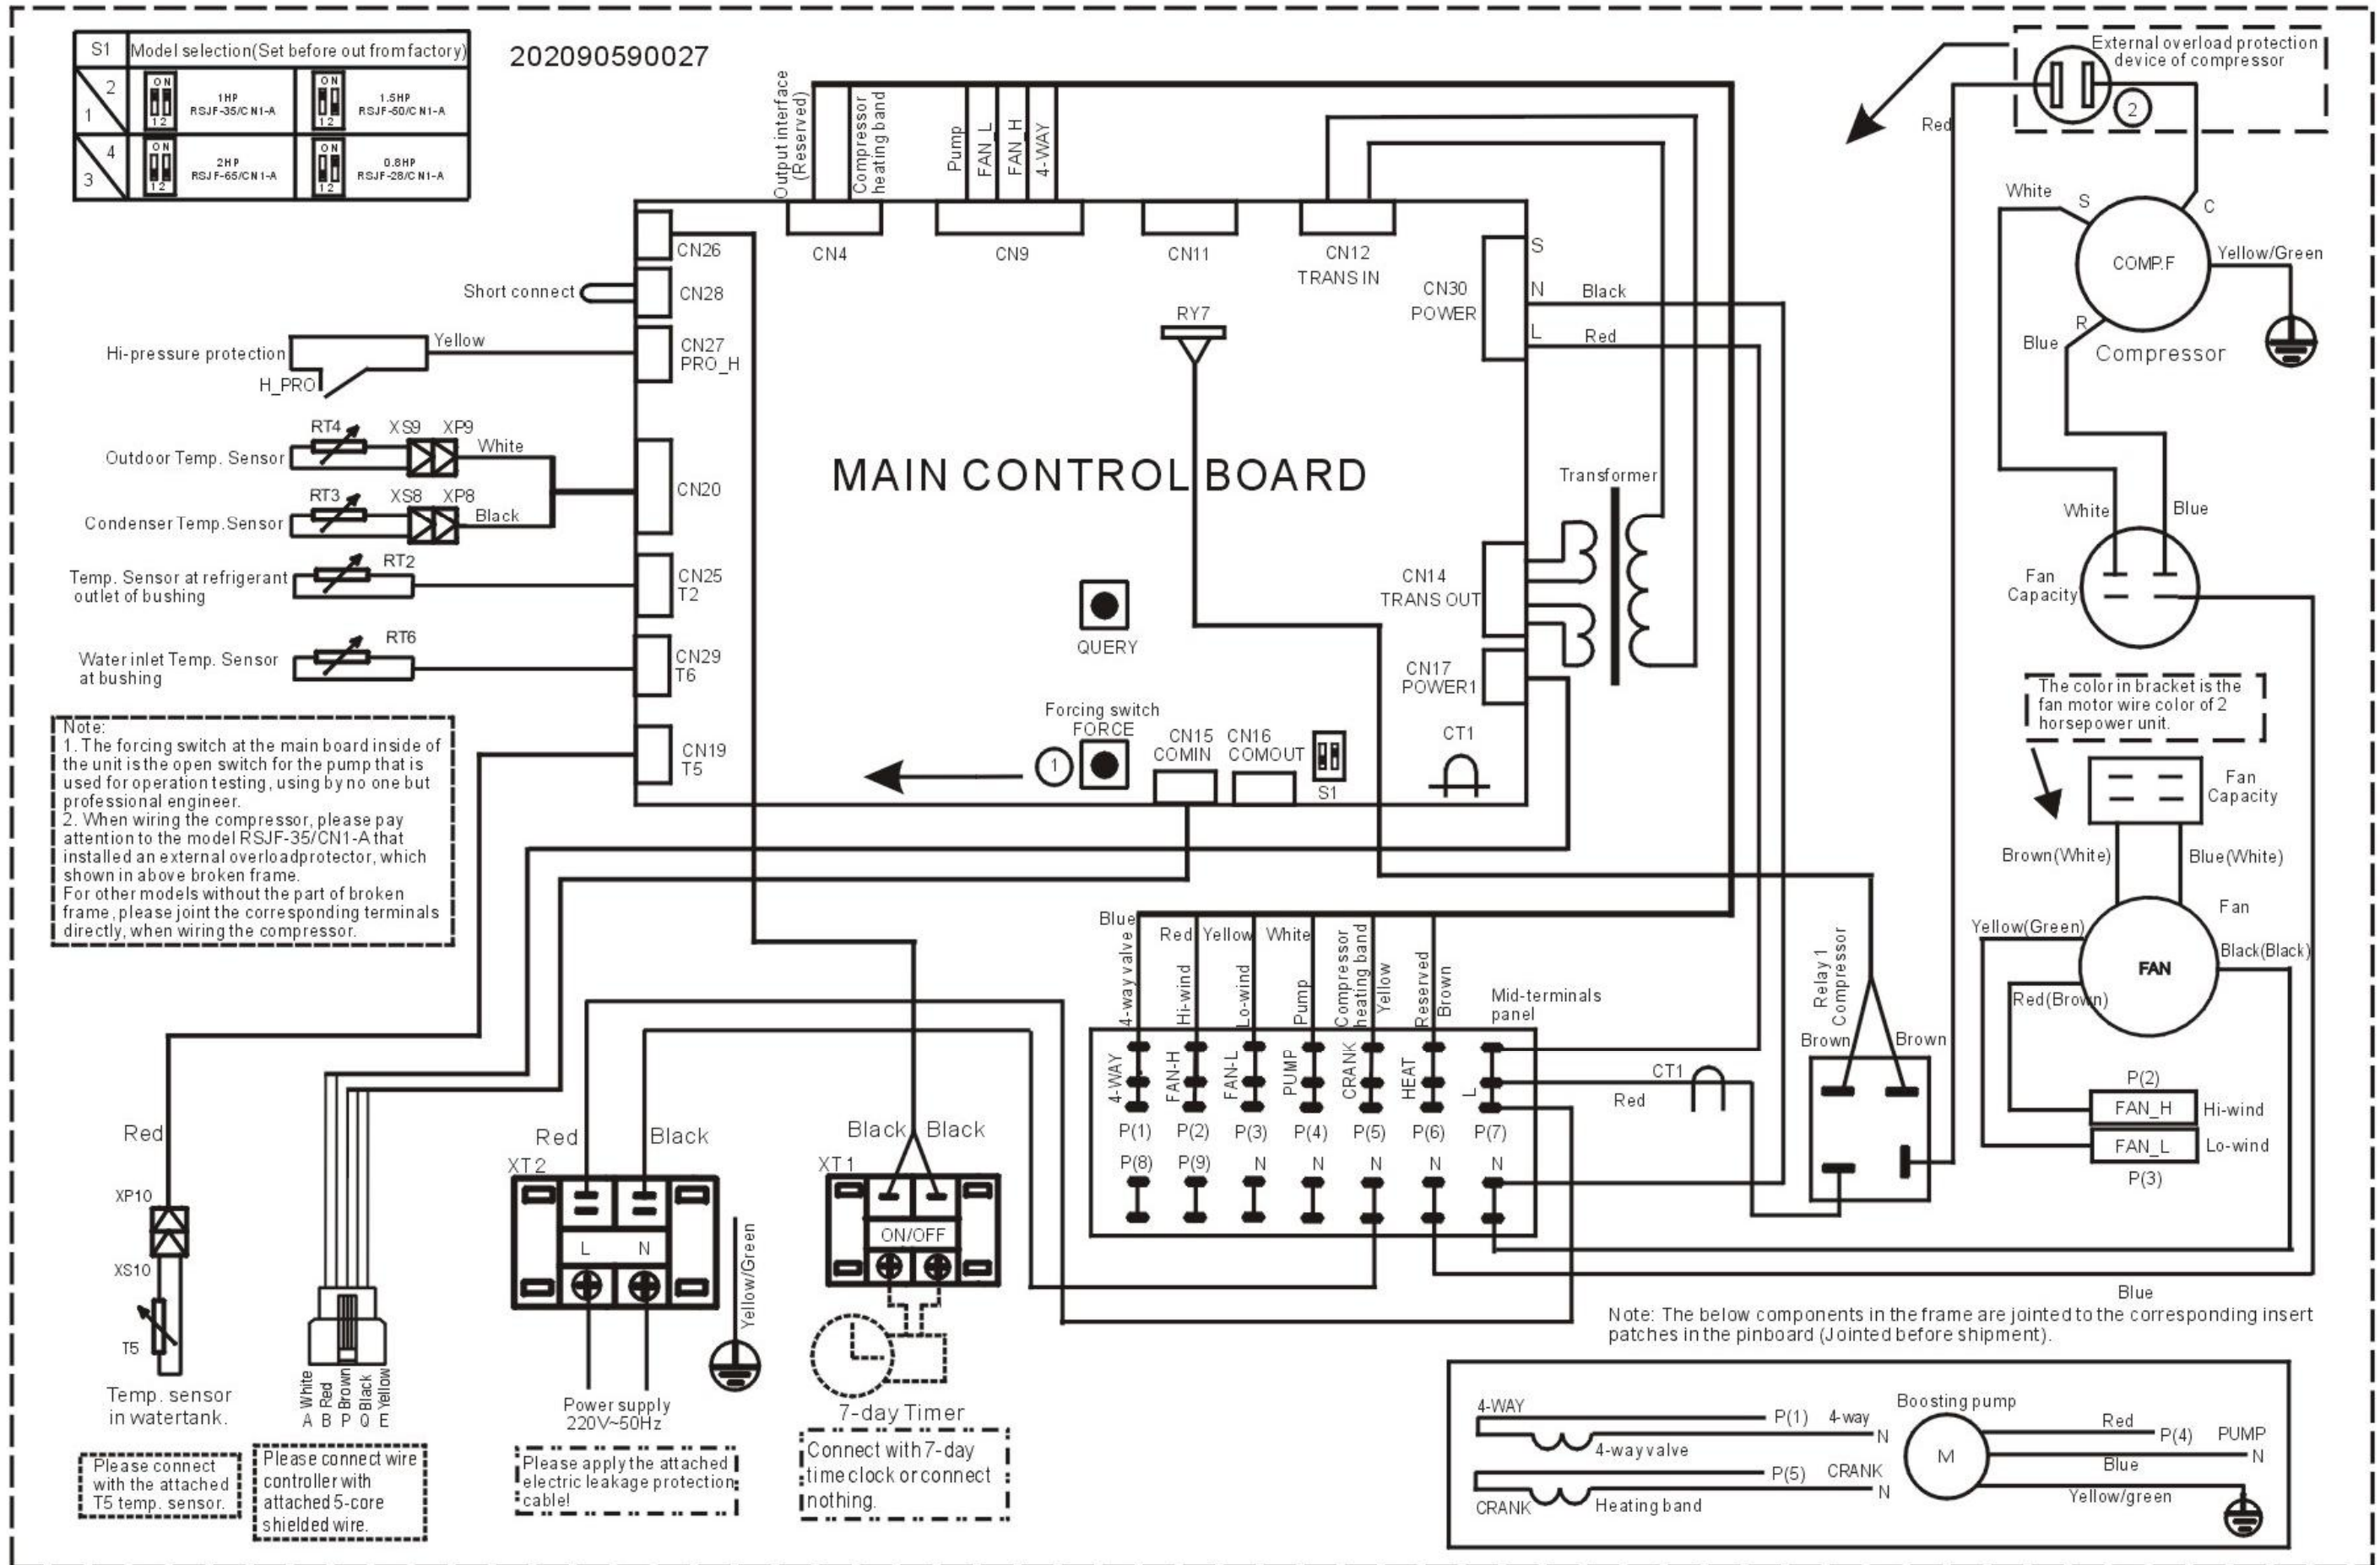 S1 Model selection(Set before out from factory)
2
1
ON
12
1HP
RSJF-35/CN1-A
ON
12
1.5HP
RSJF-50/CN1-A
4
3
ON
12
2HP
RSJF-65/CN1-A
ON
12
0.8HP
RSJF-28/CN1-A
202090590027
Output interface
(Reserved)
Compressor
heating band
Pump
FAN_L
FAN_H
4-WAY
External overload protection
device of compressor
2
Red
CN26
CN4
CN9
CN11
CN12
TRANS IN
Short connect
CN28
Hi-pressure protection
Yellow
H_PRO
CN27
PRO_H
RY7
CN30
POWER
S
N
L
Black
Red
White
S
C
COMP.F
Yellow/Green
R
Blue
Compressor
RT4
XS9
XP9
White
Outdoor Temp. Sensor
RT3
XS8
XP8
Black
Condenser Temp.Sensor
CN20
MAIN CONTROL BOARD
Transformer
White
Blue
RT2
Temp. Sensor at refrigerant
outlet of bushing
CN25
T2
CN14
TRANS OUT
Fan
Capacity
QUERY
RT6
Water inlet Temp. Sensor
at bushing
CN29
T6
CN17
POWER1
The color in bracket is the
fan motor wire color of 2
horsepower unit.
Note:
1. The forcing switch at the main board inside of
the unit is the open switch for the pump that is
used for operation testing, using by no one but
professional engineer.
2. When wiring the compressor, please pay
attention to the model RSJF-35/CN1-A that
installed an external overloadprotector, which
shown in above broken frame.
For other models without the part of broken
frame, please joint the corresponding terminals
directly, when wiring the compressor.
CN19
T5
Forcing switch
FORCE
1
CN15
COMIN
CN16
COMOUT
S1
CT1
Fan
Capacity
Brown(White)
Blue(White)
Fan
Yellow(Green)
Black(Black)
FAN
Red(Brown)
P(2)
FAN_H
Hi-wind
FAN_L
Lo-wind
P(3)
Blue
Red
Yellow
White
4-way valve
Hi-wind
Lo-wind
Pump
Compressor
heating band
Yellow
Reserved
Brown
Mid-terminals
panel
Relay 1
Compressor
Brown
Brown
4-WAY
FAN-H
FAN-L
PUMP
CRANK
HEAT
L
CT1
Red
P(1) P(2) P(3) P(4) P(5) P(6) P(7)
P(8) P(9) N N N N N
Red
XP10
XS10
T5
Temp. sensor
in watertank.
White
Red
Brown
Black
Yellow
A B P Q E
Red
Black
XT2
L
N
Yellow/Green
Power supply
220V~50Hz
Black
Black
XT1
ON/OFF
7-day Timer
Blue
Note: The below components in the frame are jointed to the corresponding insert
patches in the pinboard (Jointed before shipment).
Please connect
with the attached
T5 temp. sensor.
Please connect wire
controller with
attached 5-core
shielded wire.
Please apply the attached
electric leakage protection
cable!
Connect with 7-day
time clock or connect
nothing.
4-WAY
P(1)
4-way
N
4-wayvalve
P(5)
CRANK
N
CRANK
Heating band
Boosting pump
M
Red
P(4)
PUMP
N
Blue
Yellow/green